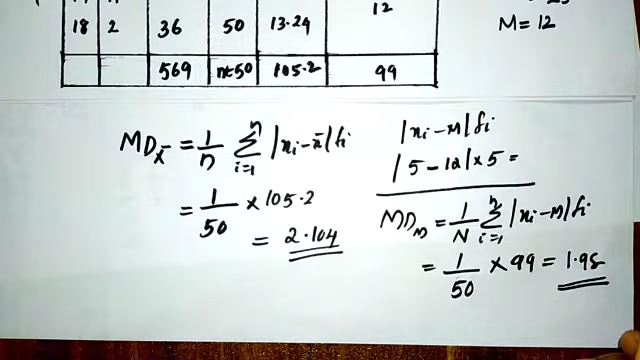 12
18 2 36 50 13.24
M = 12
569 n=50 105.2 99
MD_x̄ = 1/n Σ_{i=1}^{n} |xi - x̄| fi
= 1/50 × 105.2
= 2.104
|xi - M| fi
|5 - 12| × 5 =
MD_M = 1/N Σ_{i=1}^{n} |xi - M| fi
= 1/50 × 99 = 1.98